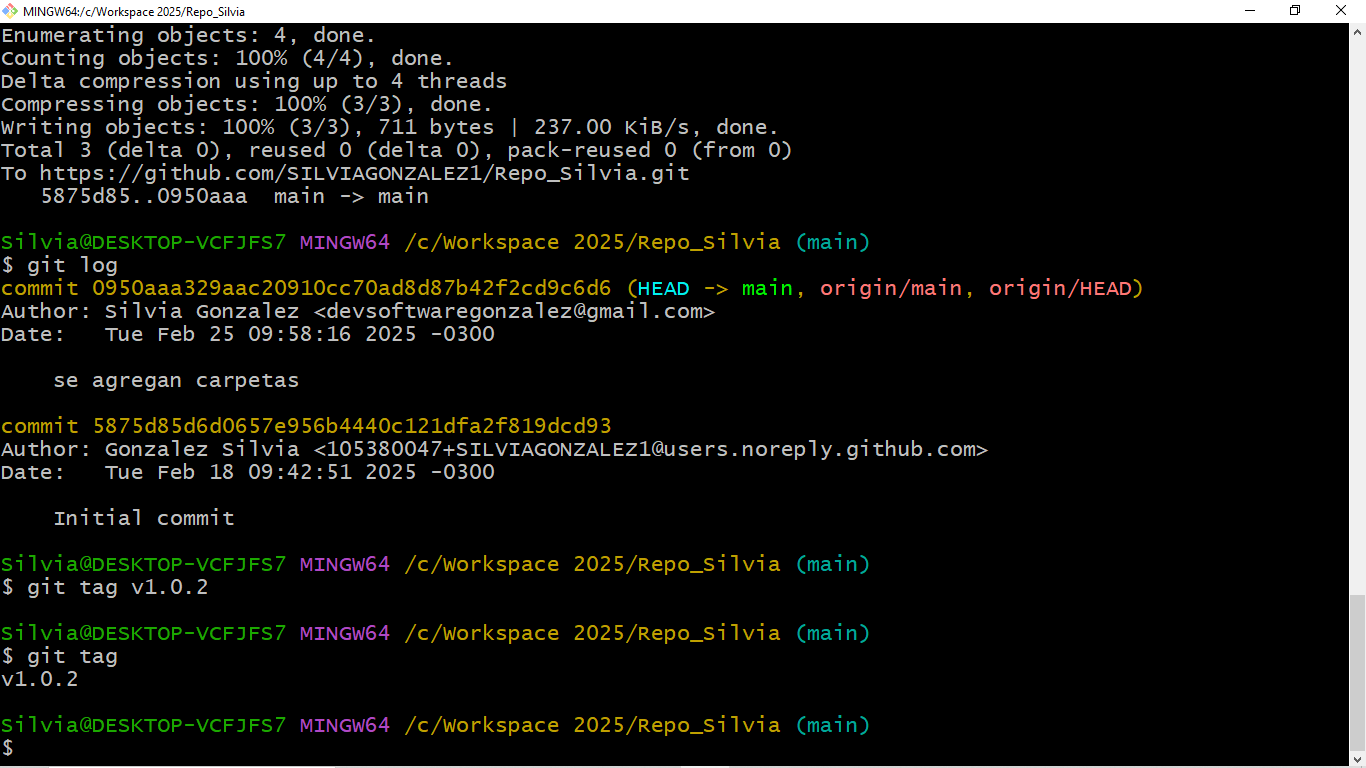 MINGW64:/c/Workspace 2025/Repo_Silvia
Enumerating objects: 4, done.
Counting objects: 100% (4/4), done.
Delta compression using up to 4 threads
Compressing objects: 100% (3/3), done.
Writing objects: 100% (3/3), 711 bytes | 237.00 KiB/s, done.
Total 3 (delta 0), reused 0 (delta 0), pack-reused 0 (from 0)
To https://github.com/SILVIAGONZALEZ1/Repo_Silvia.git
   5875d85..0950aaa  main -> main
Silvia@DESKTOP-VCFJFS7 MINGW64 /c/Workspace 2025/Repo_Silvia (main)
$ git log
commit 0950aaa329aac20910cc70ad8d87b42f2cd9c6d6 (HEAD -> main, origin/main, origin/HEAD)
Author: Silvia Gonzalez <devsoftwaregonzalez@gmail.com>
Date:   Tue Feb 25 09:58:16 2025 -0300
    se agregan carpetas
commit 5875d85d6d0657e956b4440c121dfa2f819dcd93
Author: Gonzalez Silvia <105380047+SILVIAGONZALEZ1@users.noreply.github.com>
Date:   Tue Feb 18 09:42:51 2025 -0300
    Initial commit
Silvia@DESKTOP-VCFJFS7 MINGW64 /c/Workspace 2025/Repo_Silvia (main)
$ git tag v1.0.2
Silvia@DESKTOP-VCFJFS7 MINGW64 /c/Workspace 2025/Repo_Silvia (main)
$ git tag
v1.0.2
Silvia@DESKTOP-VCFJFS7 MINGW64 /c/Workspace 2025/Repo_Silvia (main)
$